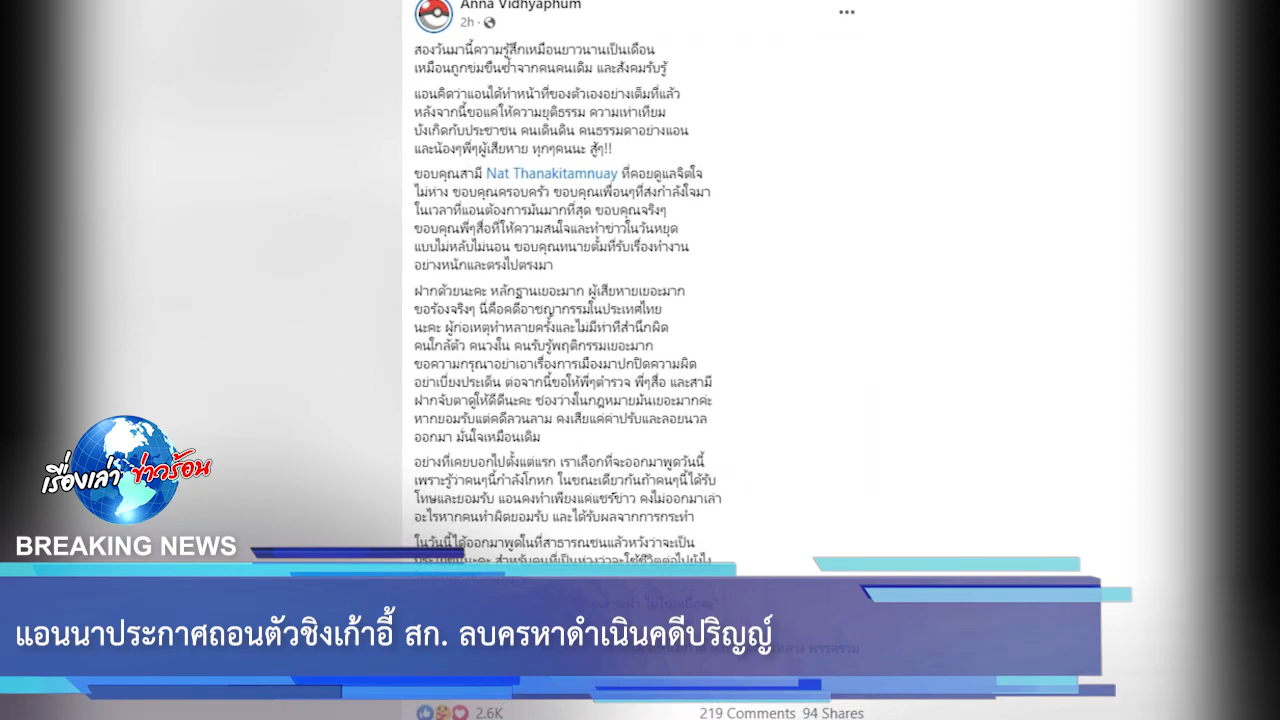 Anna Vidhyaphum
2h
สองวันมานี้ความรู้สึกเหมือนยาวนานเป็นเดือน
เหมือนถูกข่มขืนซ้ำจากคนคนเดิม และสังคมรับรู้
แอนคิดว่าแอนได้ทำหน้าที่ของตัวเองอย่างเต็มที่แล้ว
หลังจากนี้ขอแค่ให้ความยุติธรรม ความเท่าเทียม
บังเกิดกับประชาชน คนเดินดิน คนธรรมดาอย่างแอน
และน้องๆพี่ๆผู้เสียหาย ทุกๆคนนะ สู้ๆ!!
ขอบคุณสามี Nat Thanakitamnuay ที่คอยดูแลจิตใจ
ไม่ห่าง ขอบคุณครอบครัว ขอบคุณเพื่อนๆที่ส่งกำลังใจมา
ในเวลาที่แอนต้องการมันมากที่สุด ขอบคุณจริงๆ
ขอบคุณพี่ๆสื่อที่ให้ความสนใจและทำข่าวในวันหยุด
แบบไม่หลับไม่นอน ขอบคุณทนายตั้มที่รับเรื่องทำงาน
อย่างหนักและตรงไปตรงมา
ฝากด้วยนะคะ หลักฐานเยอะมาก ผู้เสียหายเยอะมาก
ขอร้องจริงๆ นี่คือคดีอาชญากรรมในประเทศไทย
นะคะ ผู้ก่อเหตุทำหลายครั้งและไม่มีท่าทีสำนึกผิด
คนใกล้ตัว คนวงใน คนรับรู้พฤติกรรมเยอะมาก
ขอความกรุณาอย่าเอาเรื่องการเมืองมาปกปิดความผิด
อย่าเบี่ยงประเด็น ต่อจากนี้ขอให้พี่ๆตำรวจ พี่ๆสื่อ และสามี
ฝากจับตาดูให้ดีดีนะคะ ช่องว่างในกฎหมายมันเยอะมากค่ะ
หากยอมรับแต่คดีลวนลาม คงเสียแค่ค่าปรับและลอยนวล
ออกมา มั่นใจเหมือนเดิม
อย่างที่เคยบอกไปตั้งแต่แรก เราเลือกที่จะออกมาพูดวันนี้
เพราะรู้ว่าคนๆนี้กำลังโกหก ในขณะเดียวกันถ้าคนๆนี้ได้รับ
โทษและยอมรับ แอนคงทำเพียงแค่แชร์ข่าว คงไม่ออกมาเล่า
อะไรหากคนทำผิดยอมรับ และได้รับผลจากการกระทำ
ในวันนี้ได้ออกมาพูดในที่สาธารณชนแล้วหวังว่าจะเป็น
เรื่องเล่า ข่าวร้อน
BREAKING NEWS
แอนนาประกาศถอนตัวชิงเก้าอี้ สก. ลบครหาดำเนินคดีปริญญ์
2.6K
219 Comments 94 Shares